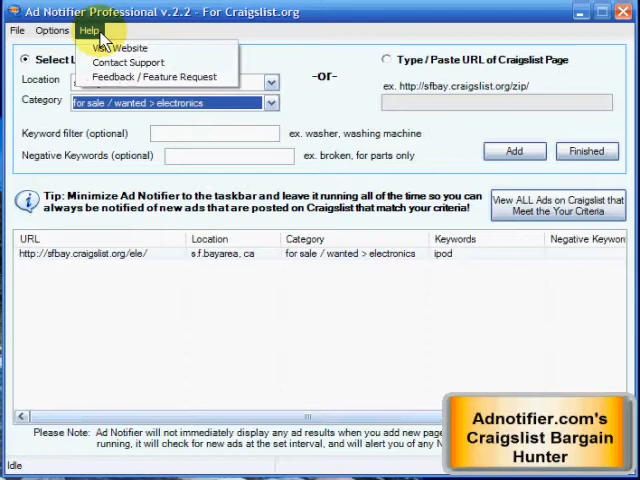 Ad Notifier Professional v.2.2 - For Craigslist.org
File Options Help
Visit Website
Contact Support
Feedback / Feature Request
Select L
Location
Category for sale / wanted > electronics
-or-
Type / Paste URL of Craigslist Page
ex. http://sfbay.craigslist.org/zip/
Keyword filter (optional) ex. washer, washing machine
Negative Keywords (optional) ex. broken, for parts only
Add Finished
Tip: Minimize Ad Notifier to the taskbar and leave it running all of the time so you can
always be notified of new ads that are posted on Craigslist that match your criteria!
View ALL Ads on Craigslist that
Meet the Your Criteria
URL Location Category Keywords Negative Keyword
http://sfbay.craigslist.org/ele/ s.f.bayarea, ca for sale / wanted > electronics ipod
Please Note: Ad Notifier will not immediately display any ad results when you add new page
running, it will check for new ads at the set interval, and will alert you of any N
Idle
Adnotifier.com's
Craigslist Bargain
Hunter